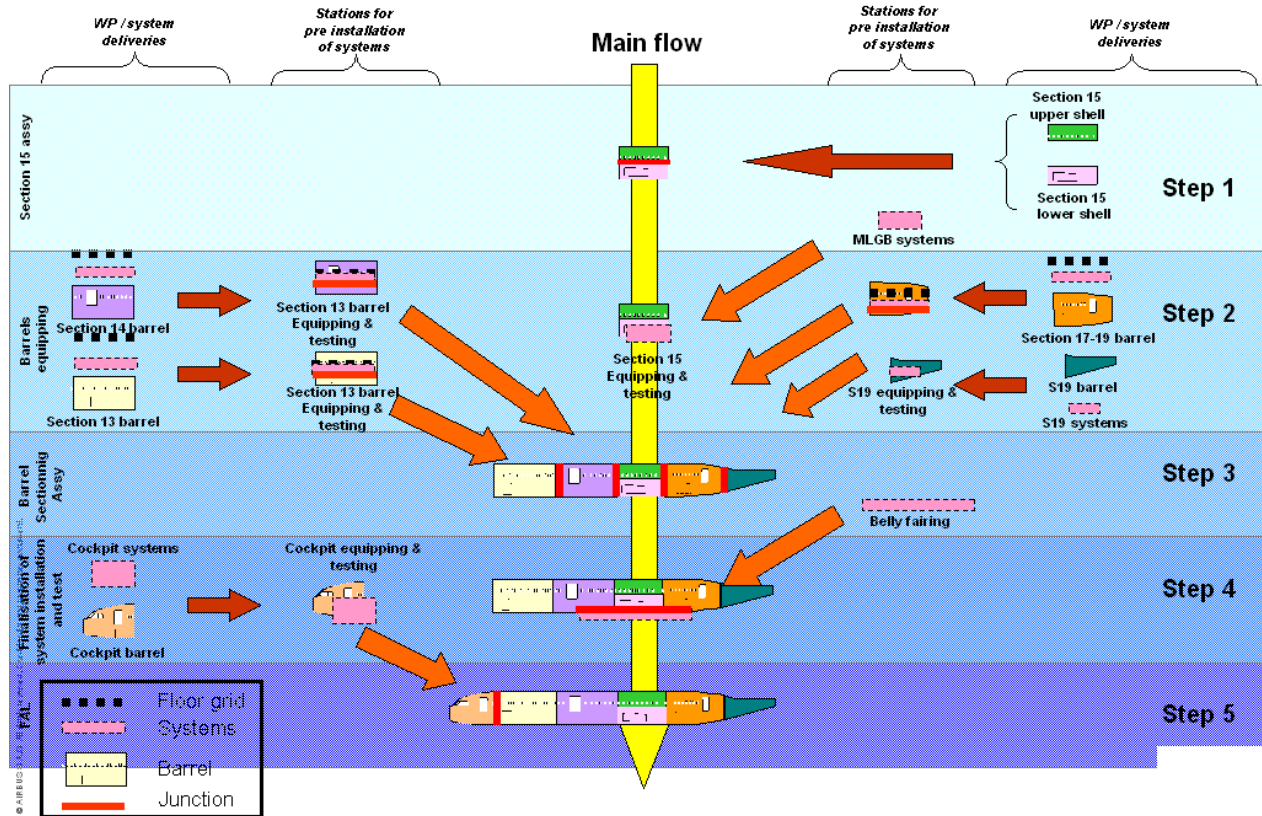 WP / system
deliveries
Stations for
pre installation
of systems
Main flow
Stations for
pre installation
of systems
WP / system
deliveries
Section 15 assy
Section 15
upper shell
Section 15
lower shell
Step 1
MLGB systems
Barrels
equipping
Section 14 barrel
Section 13 barrel
Equipping &
testing
Section 13 barrel
Section 13 barrel
Equipping &
testing
Section 15
Equipping &
testing
Section 17-19 barrel
Step 2
S19 equipping &
testing
S19 barrel
S19 systems
Barrel
Sectionnig
Assy
Step 3
Belly fairing
Finalisation of
system installation
and test
Cockpit systems
Cockpit barrel
Cockpit equipping &
testing
Step 4
FAL
Step 5
Floor grid
Systems
Barrel
Junction
© AIRBUS